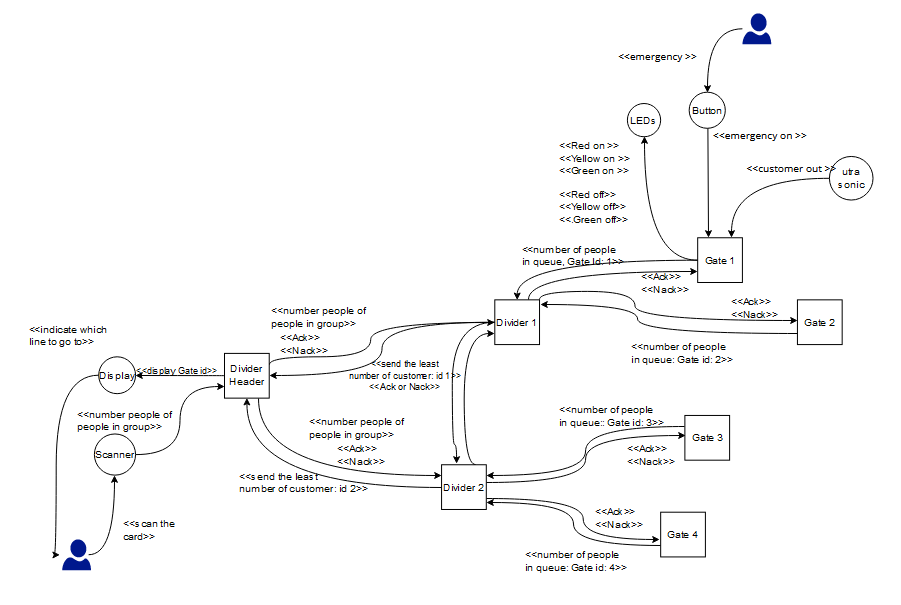 <<emergency >>
Button
LEDs
<<emergency on >>
<<Red on >>
<<Yellow on >>
<<Green on >>
<<customer out >>
utra
sonic
<<Red off>>
<<Yellow off>>
<<.Green off>>
<<number of people
in queue, Gate Id: 1>>
Gate 1
<<Ack>>
<<Nack>>
<<number people of
people in group>>
<<Ack>>
<<Nack>>
Divider 1
<<Ack>>
<<Nack>>
Gate 2
<<indicate which
line to go to>>
<<number of people
in queue: Gate id: 2>>
<<send the least
number of customer: id 1>>
<<Ack or Nack>>
Display
<<display Gate id>>
Divider
Header
<<number people of
people in group>>
<<number people of
people in group>>
<<Ack>>
<<Nack>>
<<number of people
in queue:: Gate id: 3>>
Gate 3
<<Ack>>
<<Nack>>
Scanner
<<send the least
number of customer: id 2>>
Divider 2
<<scan the
card>>
<<Ack>>
<<Nack>>
Gate 4
<<number of people
in queue: Gate id: 4>>